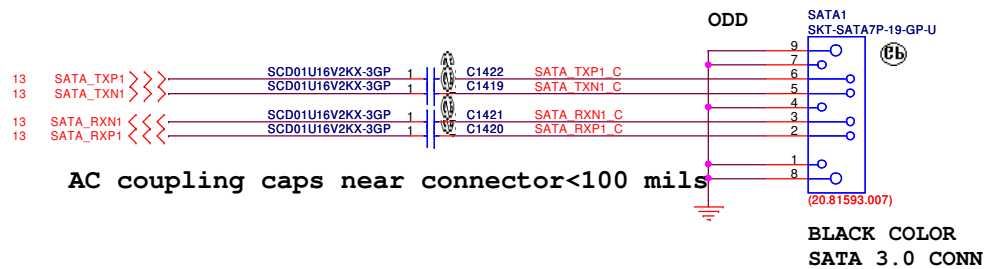 ODD
SATA1
SKT-SATA7P-19-GP-U
9
7
13 SATA_TXP1 SCD01U16V2KX-3GP 1 C1422 SATA_TXP1_C 6
13 SATA_TXN1 SCD01U16V2KX-3GP 1 C1419 SATA_TXN1_C 5
4
13 SATA_RXN1 SCD01U16V2KX-3GP 1 C1421 SATA_RXN1_C 3
13 SATA_RXP1 SCD01U16V2KX-3GP 1 C1420 SATA_RXP1_C 2
1
AC coupling caps near connector<100 mils
8
(20.81593.007)
BLACK COLOR
SATA 3.0 CONN